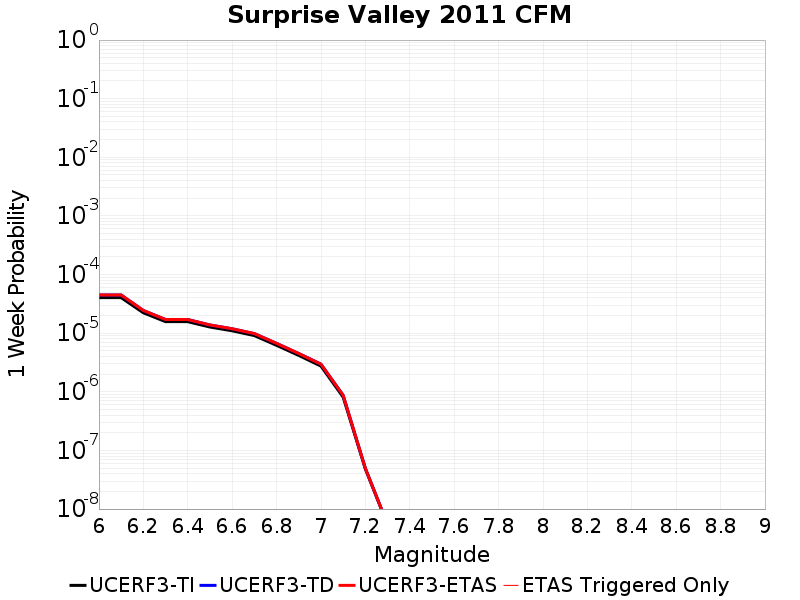 Surprise Valley 2011 CFM
1 Week Probability
10^0
10^-1
10^-2
10^-3
10^-4
10^-5
10^-6
10^-7
10^-8
6 6.2 6.4 6.6 6.8 7 7.2 7.4 7.6 7.8 8 8.2 8.4 8.6 8.8 9
Magnitude
UCERF3-TI UCERF3-TD UCERF3-ETAS ETAS Triggered Only